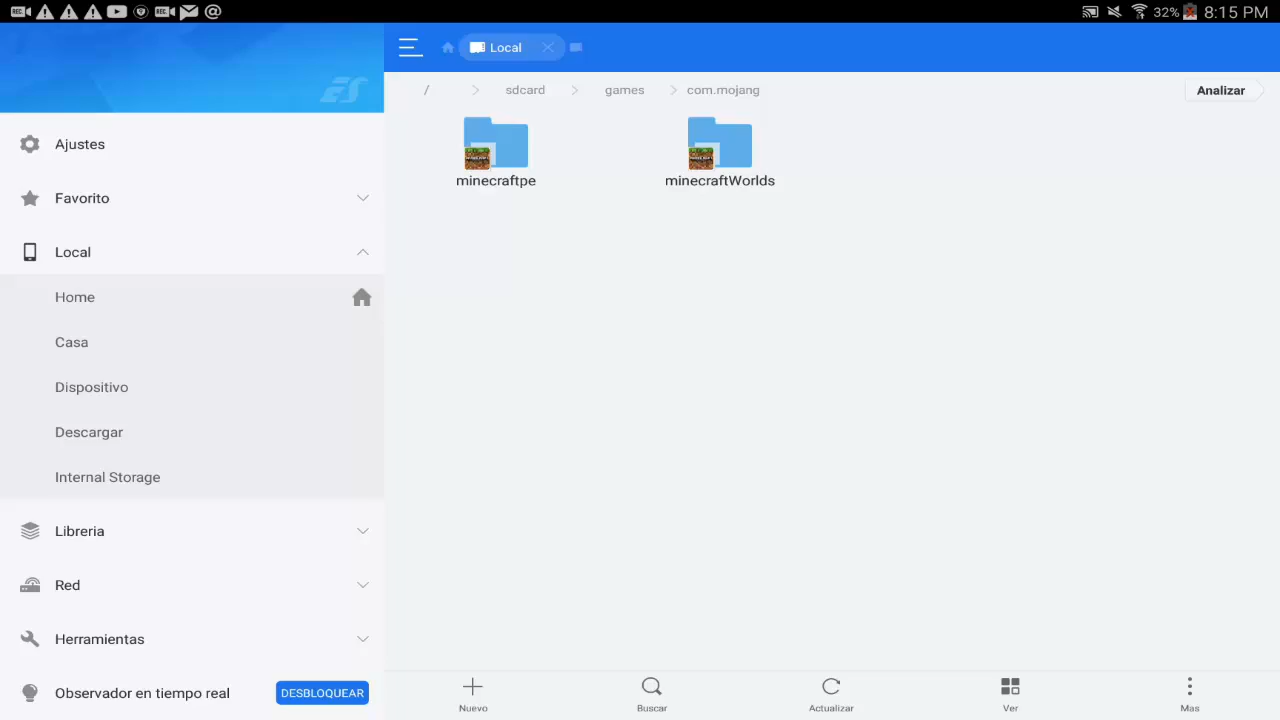 32% 8:15 PM
Local
/ sdcard games com.mojang Analizar
minecraftpe minecraftWorlds
ES
Ajustes
Favorito
Local
Home
Casa
Dispositivo
Descargar
Internal Storage
Libreria
Red
Herramientas
Observador en tiempo real DESBLOQUEAR
Nuevo Buscar Actualizar Ver Mas